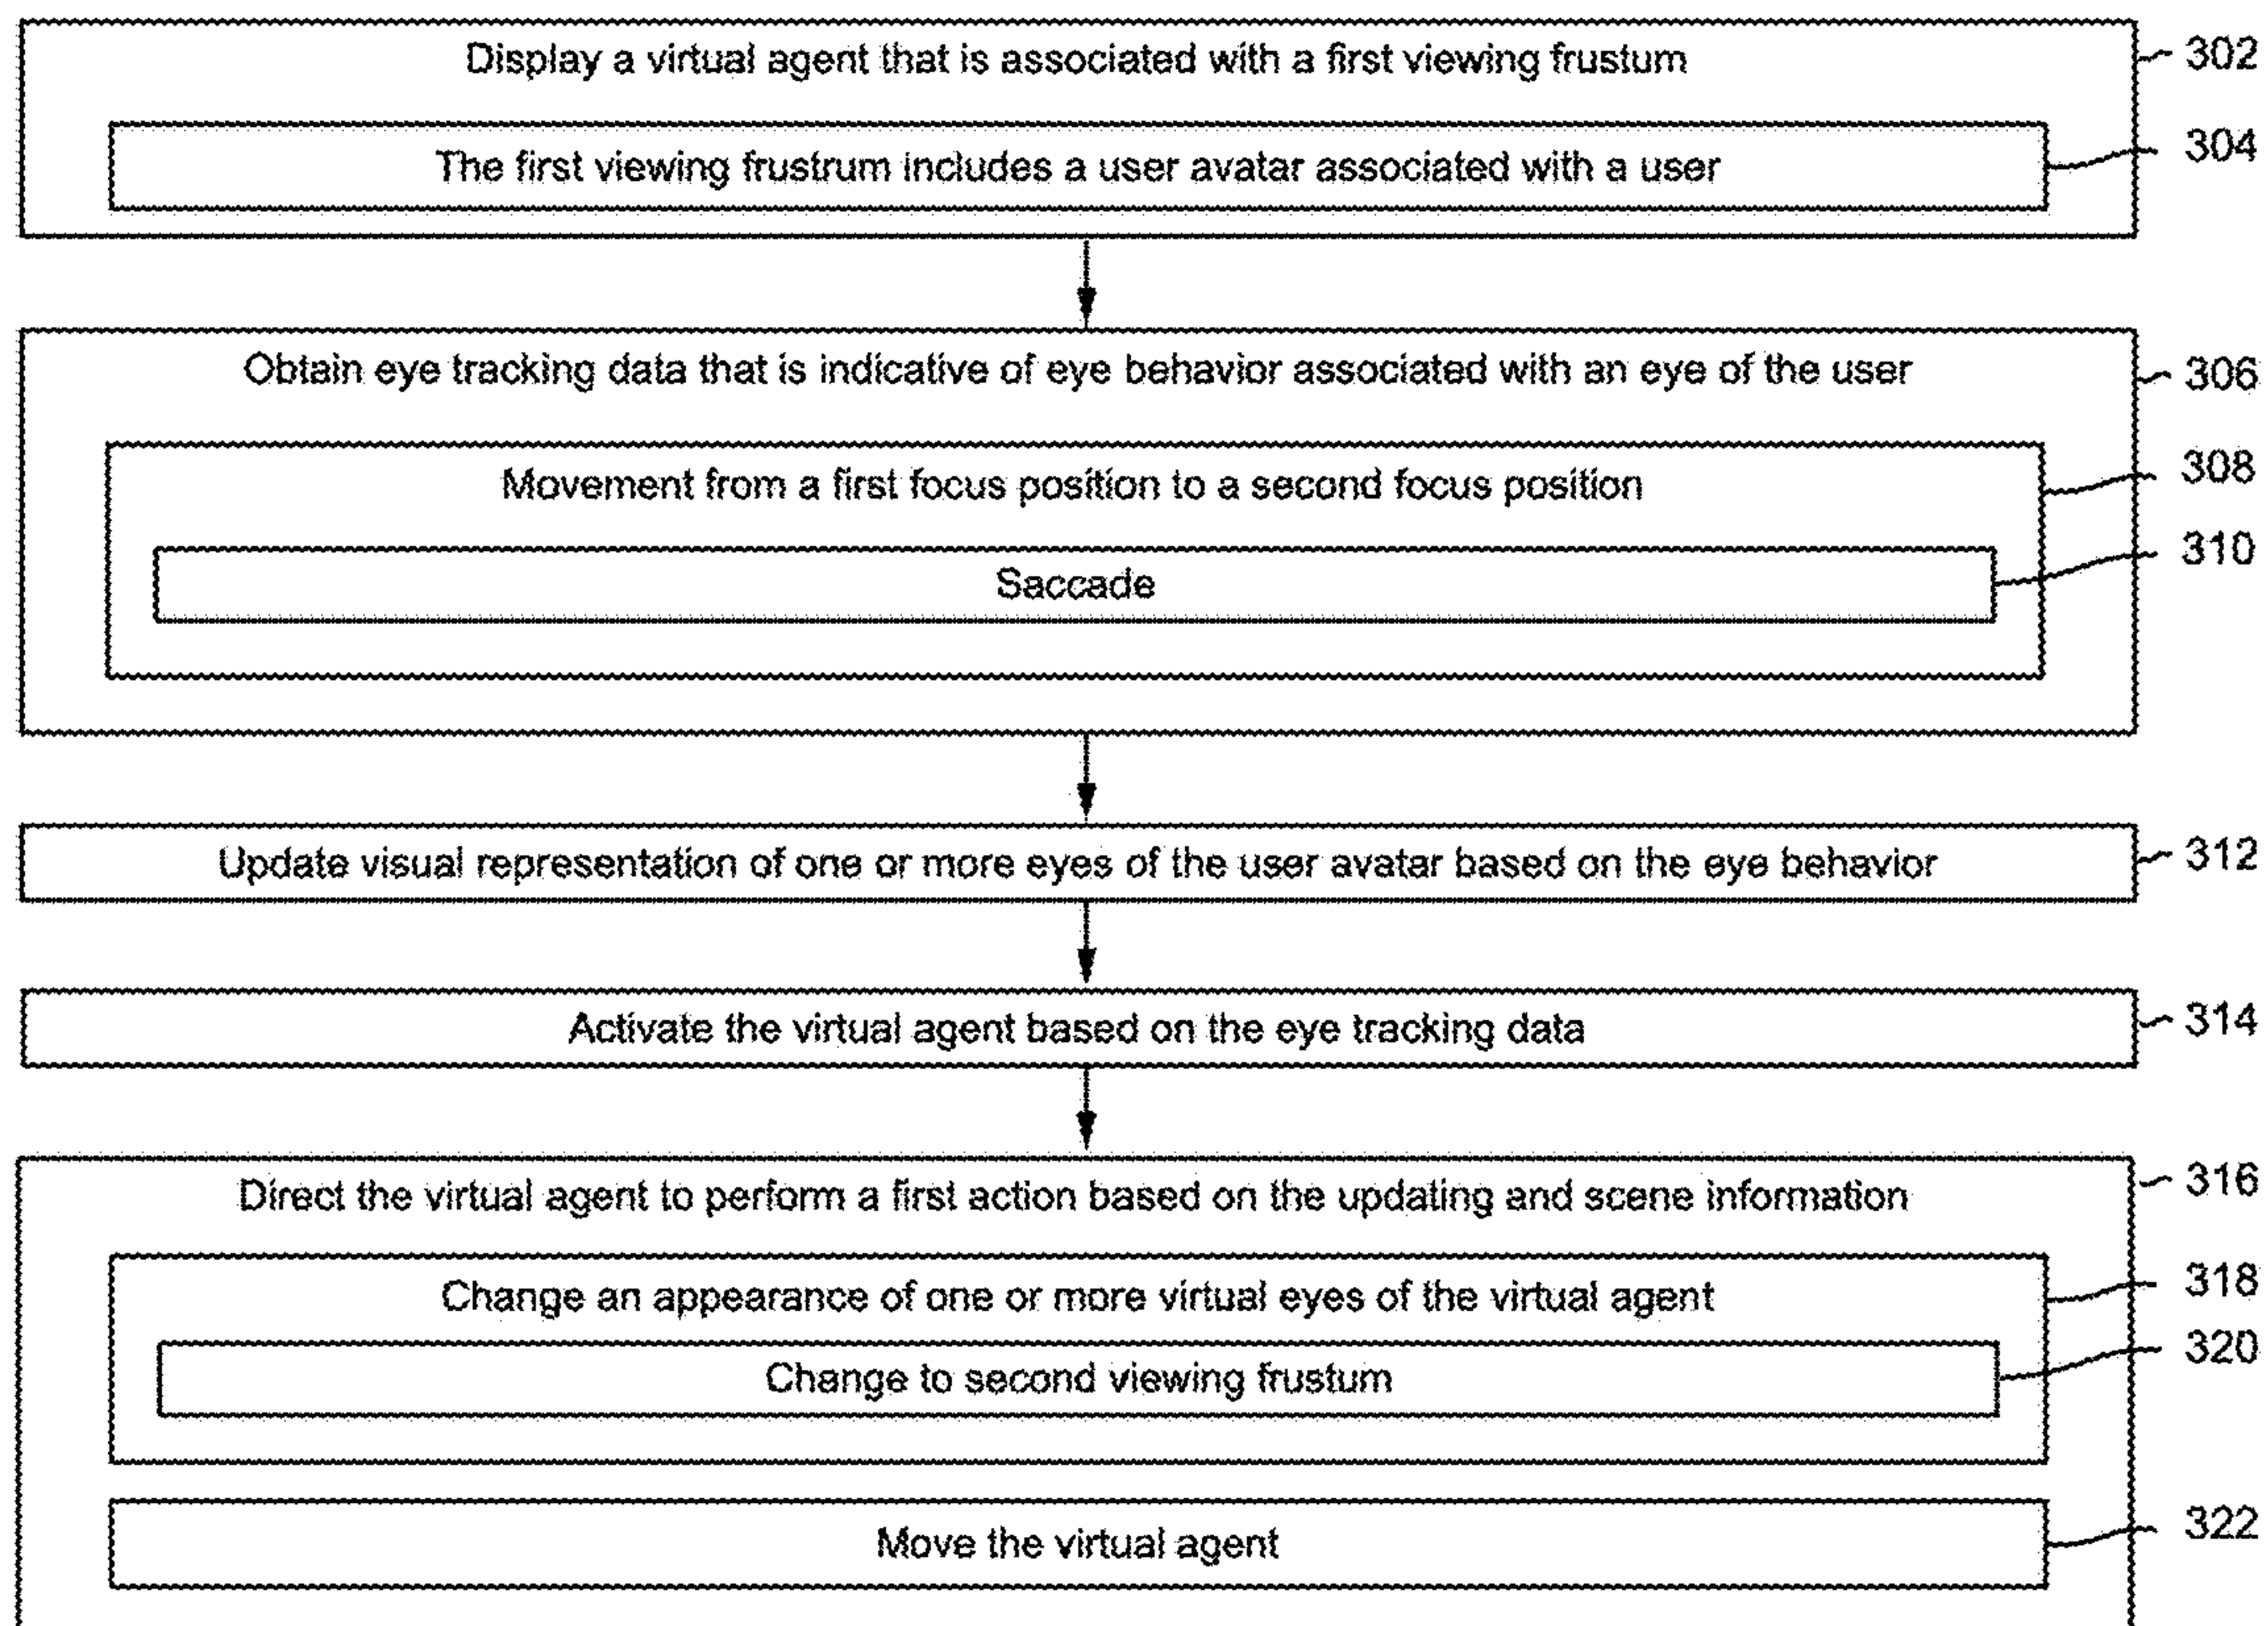 Display a virtual agent that is associated with a first viewing frustum 302
The first viewing frustrum includes a user avatar associated with a user 304
Obtain eye tracking data that is indicative of eye behavior associated with an eye of the user 306
Movement from a first focus position to a second focus position 308
Saccade 310
Update visual representation of one or more eyes of the user avatar based on the eye behavior 312
Activate the virtual agent based on the eye tracking data 314
Direct the virtual agent to perform a first action based on the updating and scene information 316
Change an appearance of one or more virtual eyes of the virtual agent 318
Change to second viewing frustum 320
Move the virtual agent 322